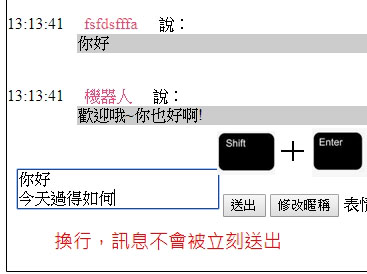 13:13:41 fsfdsfffa 說：
你好
13:13:41 機器人 說：
歡迎哦~你也好啊!
Shift + Enter
你好
今天過得如何
送出 修改暱稱 表情
換行，訊息不會被立刻送出